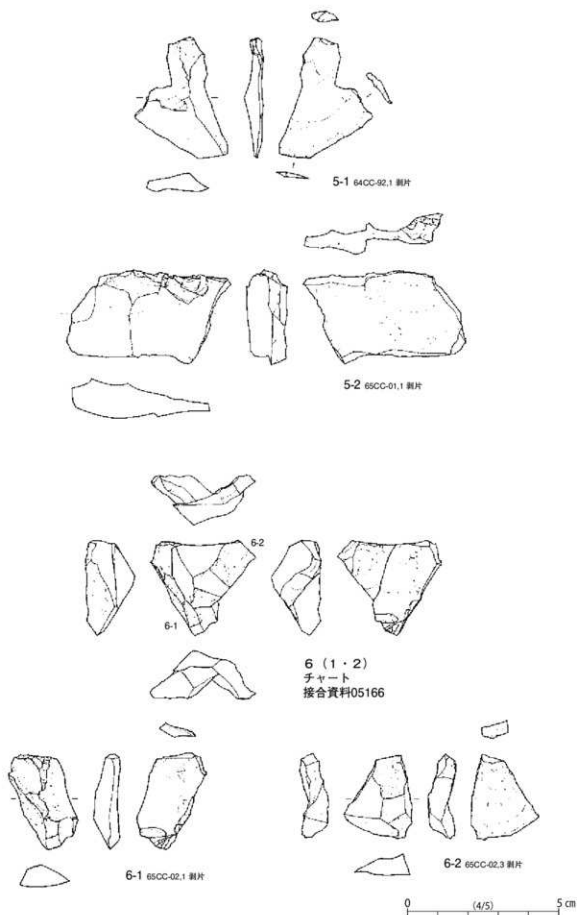 5-1 64CC-92,1 剥片
5-2 65CC-01,1 剥片
6-2
6-1
6 (1・2)
チャート
接合資料05166
6-1 65CC-02,1 剥片
6-2 65CC-02,3 剥片
0 (4/5) 5 cm